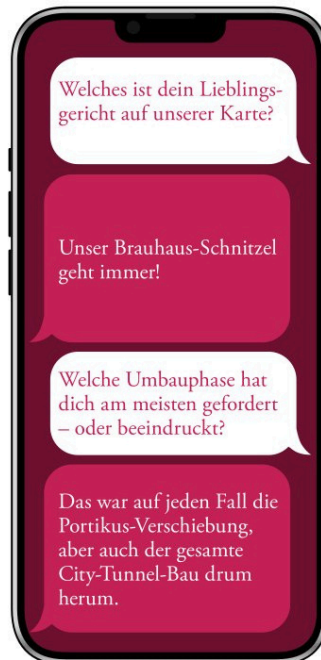 Welches ist dein Lieblings-
gericht auf unserer Karte?
Unser Brauhaus-Schnitzel
geht immer!
Welche Umbauphase hat
dich am meisten gefordert
– oder beeindruckt?
Das war auf jeden Fall die
Portikus-Verschiebung,
aber auch der gesamte
City-Tunnel-Bau drum
herum.